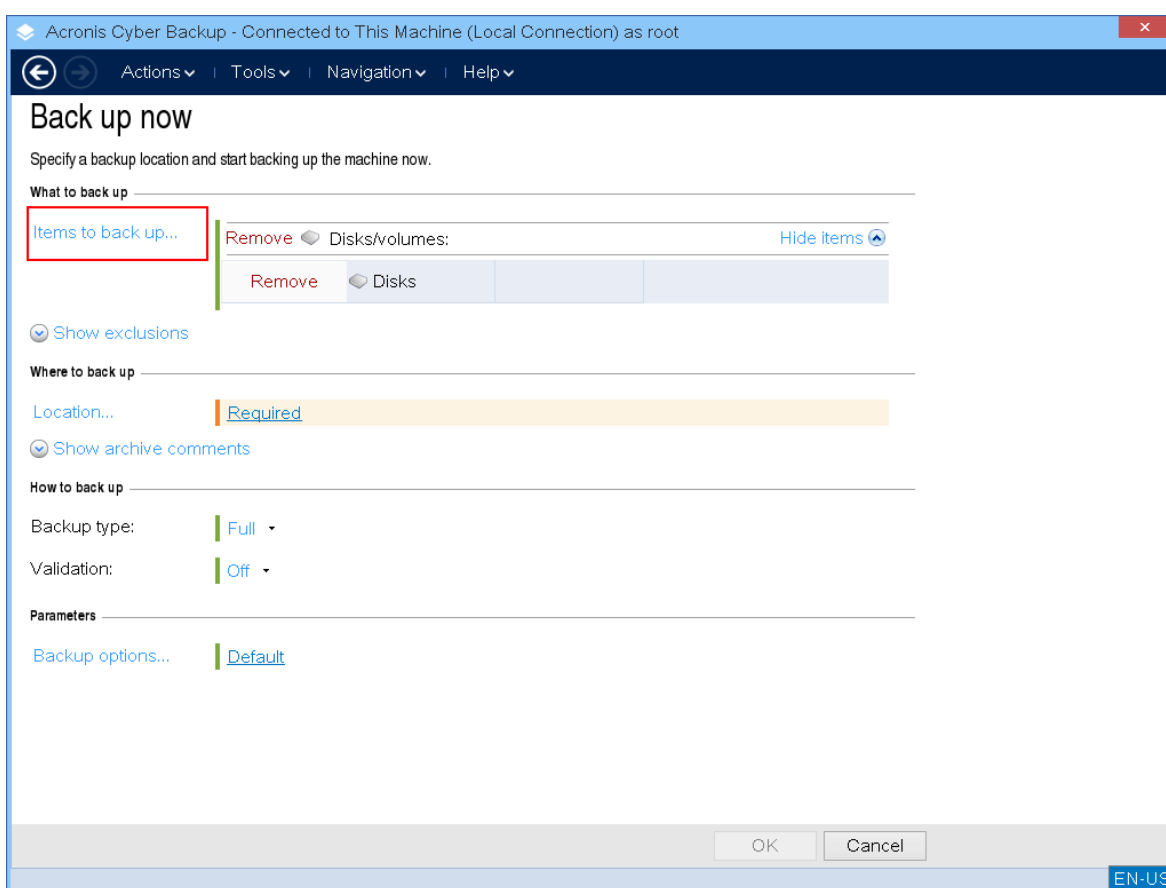 Acronis Cyber Backup - Connected to This Machine (Local Connection) as root
Actions Tools Navigation Help
Back up now
Specify a backup location and start backing up the machine now.
What to back up
Items to back up...
Remove Disks/volumes: Hide items
Remove Disks
Show exclusions
Where to back up
Location... Required
Show archive comments
How to back up
Backup type: Full
Validation: Off
Parameters
Backup options... Default
OK Cancel
EN-US